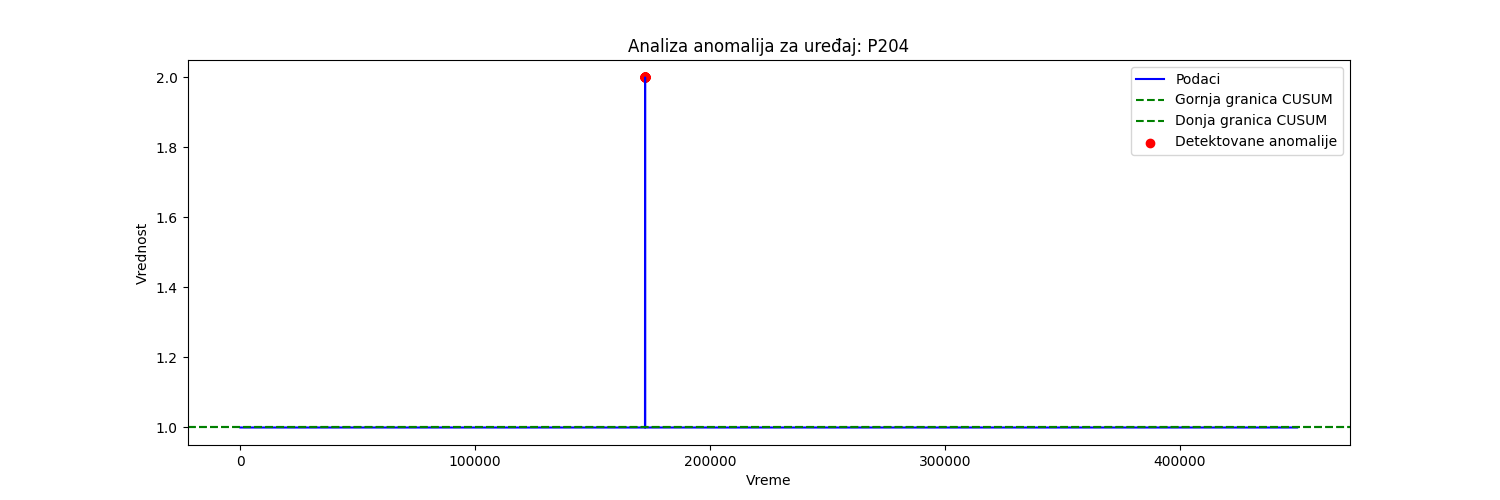 Analiza anomalija za uređaj: P204
Podaci
Gornja granica CUSUM
Donja granica CUSUM
Detektovane anomalije
Vrednost
2.0
1.8
1.6
1.4
1.2
1.0
0 100000 200000 300000 400000
Vreme